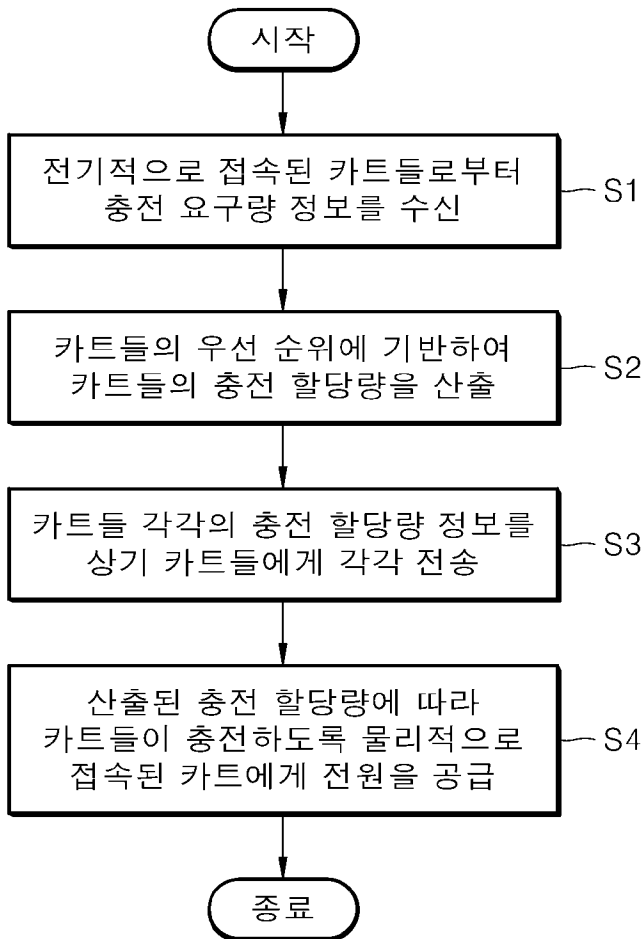 시작
전기적으로 접속된 카트들로부터
충전 요구량 정보를 수신
S1
카트들의 우선 순위에 기반하여
카트들의 충전 할당량을 산출
S2
카트들 각각의 충전 할당량 정보를
상기 카트들에게 각각 전송
S3
산출된 충전 할당량에 따라
카트들이 충전하도록 물리적으로
접속된 카트에게 전원을 공급
S4
종료